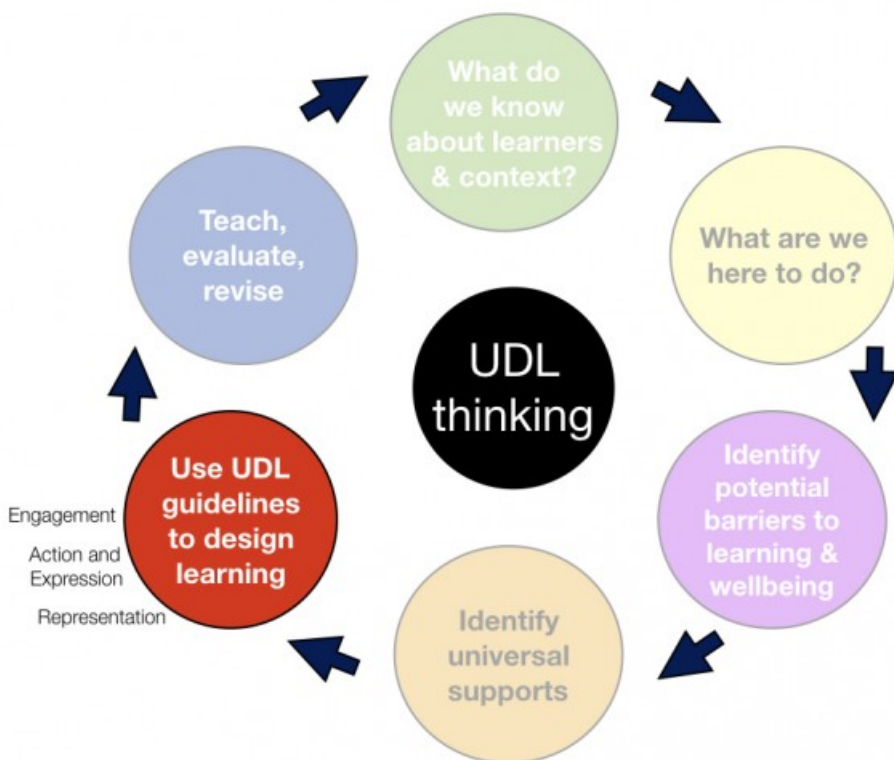 What do
we know
about learners
& context?
What are we
here to do?
Identify
potential
barriers to
learning &
wellbeing
Identify
universal
supports
Use UDL
guidelines
to design
learning
Engagement
Action and
Expression
Representation
Teach,
evaluate,
revise
UDL
thinking